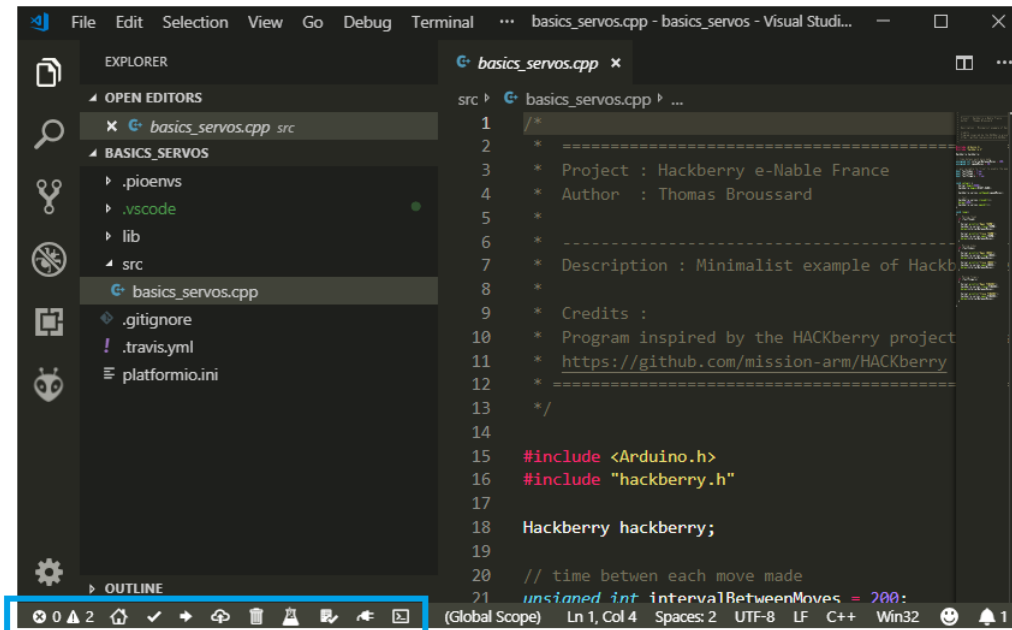 File Edit Selection View Go Debug Terminal ··· basics_servos.cpp - basics_servos - Visual Studi...
EXPLORER
OPEN EDITORS
basics_servos.cpp src
BASICS_SERVOS
.pioenvs
.vscode
lib
src
basics_servos.cpp
.gitignore
.travis.yml
platformio.ini
OUTLINE
basics_servos.cpp
src basics_servos.cpp ...
1 /*
2 * ==========================================
3 * Project : Hackberry e-Nable France
4 * Author : Thomas Broussard
5 *
6 * ------------------------------------------
7 * Description : Minimalist example of Hackb
8 *
9 * Credits :
10 * Program inspired by the HACKberry project
11 * https://github.com/mission-arm/HACKberry
12 * ==========================================
13 */
14
15 #include <Arduino.h>
16 #include "hackberry.h"
17
18 Hackberry hackberry;
19
20 // time betwen each move made
21 unsigned int intervalBetweenMoves = 200;
0 2 (Global Scope) Ln 1, Col 4 Spaces: 2 UTF-8 LF C++ Win32 1